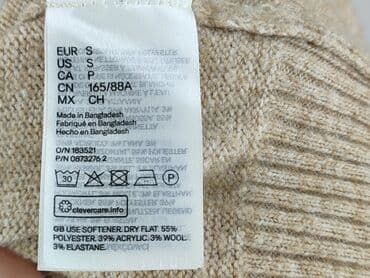 EUR S
US S
CA P
CN 165/88A
MX CH
Made in Bangladesh
Fabriqué en Bangladesh
Hecho en Bangladesh
O/N 183521
P/N 0873276 2
30
P
clevercare.info
GB USE SOFTENER. DRY FLAT. 55%
POLYESTER. 39% ACRYLIC. 3% WOOL.
3% ELASTANE.